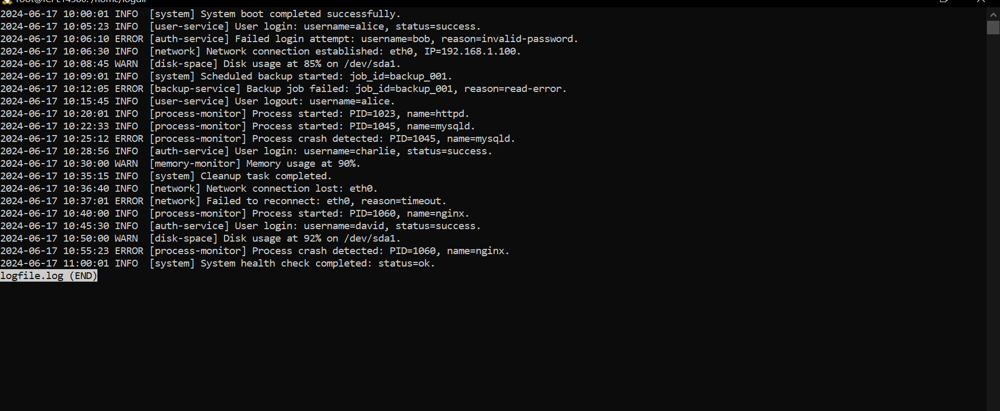 2024-06-17 10:00:01 INFO  [system] System boot completed successfully.
2024-06-17 10:05:23 INFO  [user-service] User login: username=alice, status=success.
2024-06-17 10:06:10 ERROR [auth-service] Failed login attempt: username=bob, reason=invalid-password.
2024-06-17 10:06:30 INFO  [network] Network connection established: eth0, IP=192.168.1.100.
2024-06-17 10:08:45 WARN  [disk-space] Disk usage at 85% on /dev/sda1.
2024-06-17 10:09:01 INFO  [system] Scheduled backup started: job_id=backup_001.
2024-06-17 10:12:05 ERROR [backup-service] Backup job failed: job_id=backup_001, reason=read-error.
2024-06-17 10:15:45 INFO  [user-service] User logout: username=alice.
2024-06-17 10:20:01 INFO  [process-monitor] Process started: PID=1023, name=httpd.
2024-06-17 10:22:33 INFO  [process-monitor] Process started: PID=1045, name=mysqld.
2024-06-17 10:25:12 ERROR [process-monitor] Process crash detected: PID=1045, name=mysqld.
2024-06-17 10:28:56 INFO  [auth-service] User login: username=charlie, status=success.
2024-06-17 10:30:00 WARN  [memory-monitor] Memory usage at 90%.
2024-06-17 10:35:15 INFO  [system] Cleanup task completed.
2024-06-17 10:36:40 INFO  [network] Network connection lost: eth0.
2024-06-17 10:37:01 ERROR [network] Failed to reconnect: eth0, reason=timeout.
2024-06-17 10:40:00 INFO  [process-monitor] Process started: PID=1060, name=nginx.
2024-06-17 10:45:30 INFO  [auth-service] User login: username=david, status=success.
2024-06-17 10:50:00 WARN  [disk-space] Disk usage at 92% on /dev/sda1.
2024-06-17 10:55:23 ERROR [process-monitor] Process crash detected: PID=1060, name=nginx.
2024-06-17 11:00:01 INFO  [system] System health check completed: status=ok.
logfile.log (END)